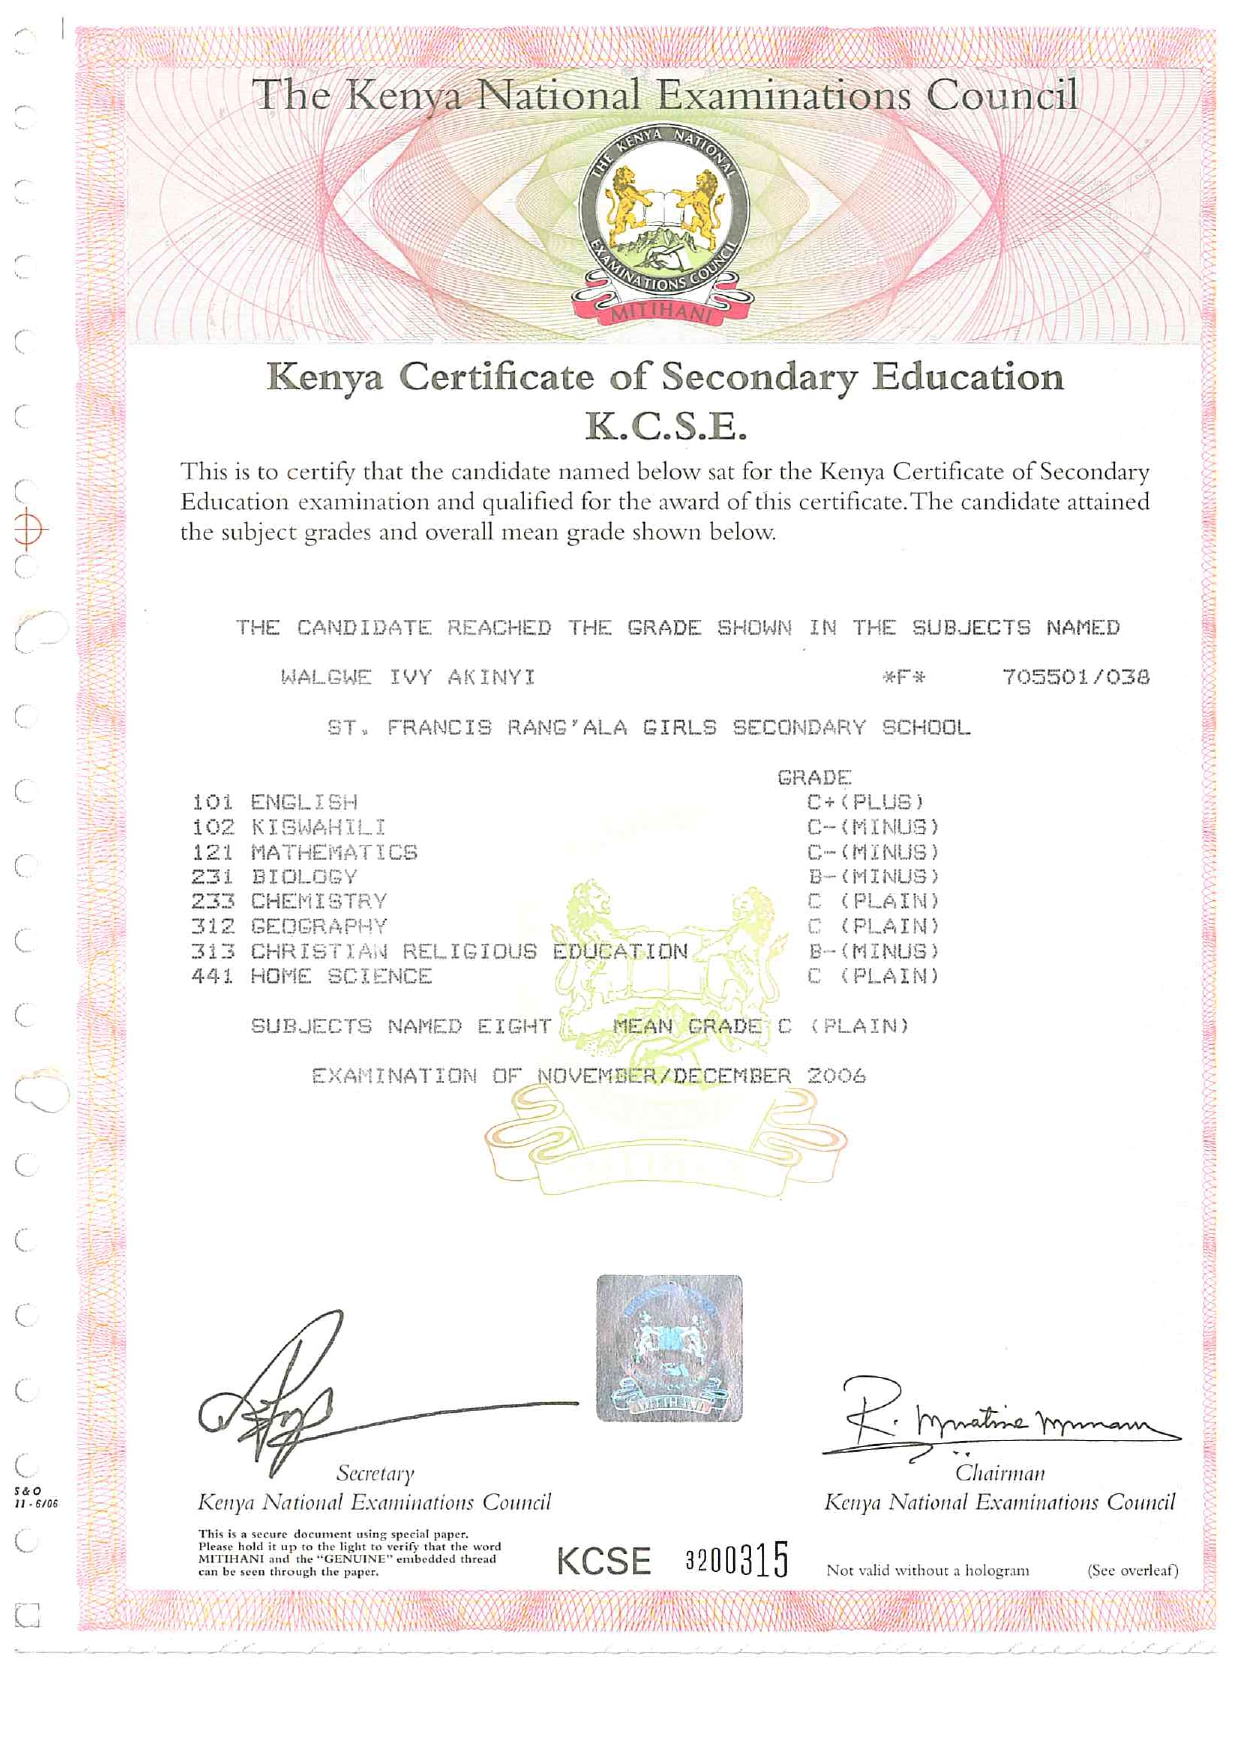 The Kenya National Examinations Council
THE KENYA NATIONAL
EXAMINATIONS COUNCIL
MITIHANI
Kenya Certificate of Secondary Education
K.C.S.E.
This is to certify that the candidate named below sat for the Kenya Certificate of Secondary
Education examination and qualified for the award of this certificate. The candidate attained
the subject grades and overall mean grade shown below.
THE CANDIDATE REACHED THE GRADE SHOWN IN THE SUBJECTS NAMED
WALGWE IVY AKINYI *F* 705501/038
ST. FRANCIS RANG'ALA GIRLS SECONDARY SCHOOL
GRADE
101 ENGLISH C+(PLUS)
102 KISWAHILI C-(MINUS)
121 MATHEMATICS C-(MINUS)
231 BIOLOGY B-(MINUS)
233 CHEMISTRY C (PLAIN)
312 GEOGRAPHY C (PLAIN)
313 CHRISTIAN RELIGIOUS EDUCATION B-(MINUS)
441 HOME SCIENCE C (PLAIN)
SUBJECTS NAMED EIGHT MEAN GRADE C (PLAIN)
EXAMINATION OF NOVEMBER/DECEMBER 2006
MITIHANI
Secretary Chairman
Kenya National Examinations Council Kenya National Examinations Council
S & O
11 - 6/06
This is a secure document using special paper.
Please hold it up to the light to verify that the word
MITIHANI and the "GENUINE" embedded thread
can be seen through the paper.
KCSE 3200315
Not valid without a hologram (See overleaf)